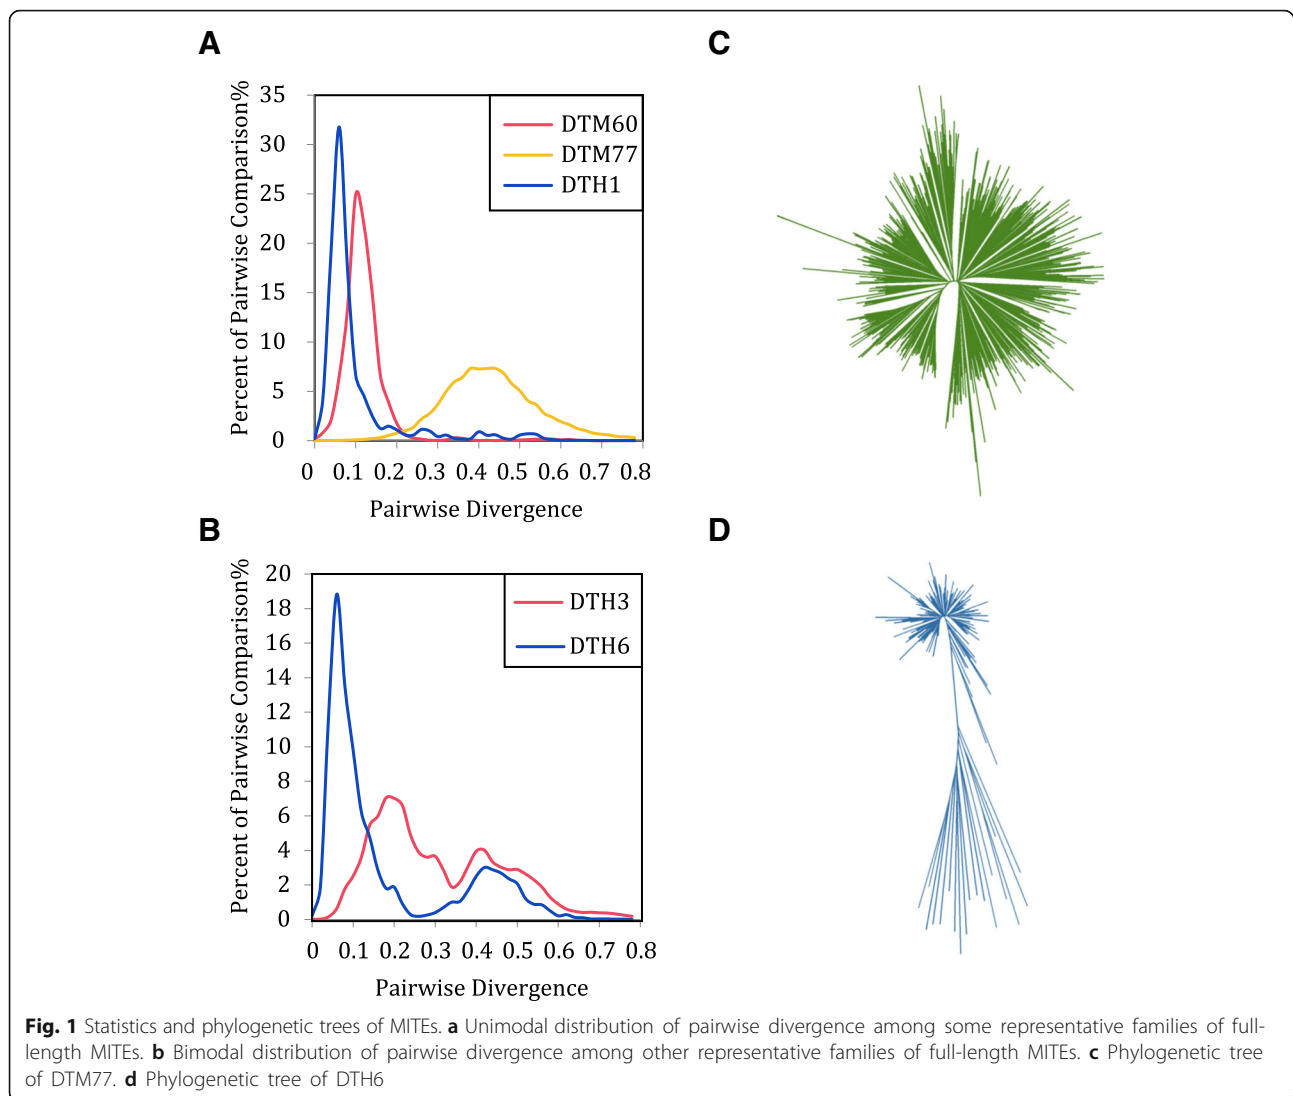 A
C
Percent of Pairwise Comparison%
35
30
25
20
15
10
5
0
DTM60
DTM77
DTH1
0 0.1 0.2 0.3 0.4 0.5 0.6 0.7 0.8
Pairwise Divergence
B
D
Percent of Pairwise Comparison%
20
18
16
14
12
10
8
6
4
2
0
DTH3
DTH6
0 0.1 0.2 0.3 0.4 0.5 0.6 0.7 0.8
Pairwise Divergence
Fig. 1 Statistics and phylogenetic trees of MITEs. a Unimodal distribution of pairwise divergence among some representative families of full-
length MITEs. b Bimodal distribution of pairwise divergence among other representative families of full-length MITEs. c Phylogenetic tree
of DTM77. d Phylogenetic tree of DTH6